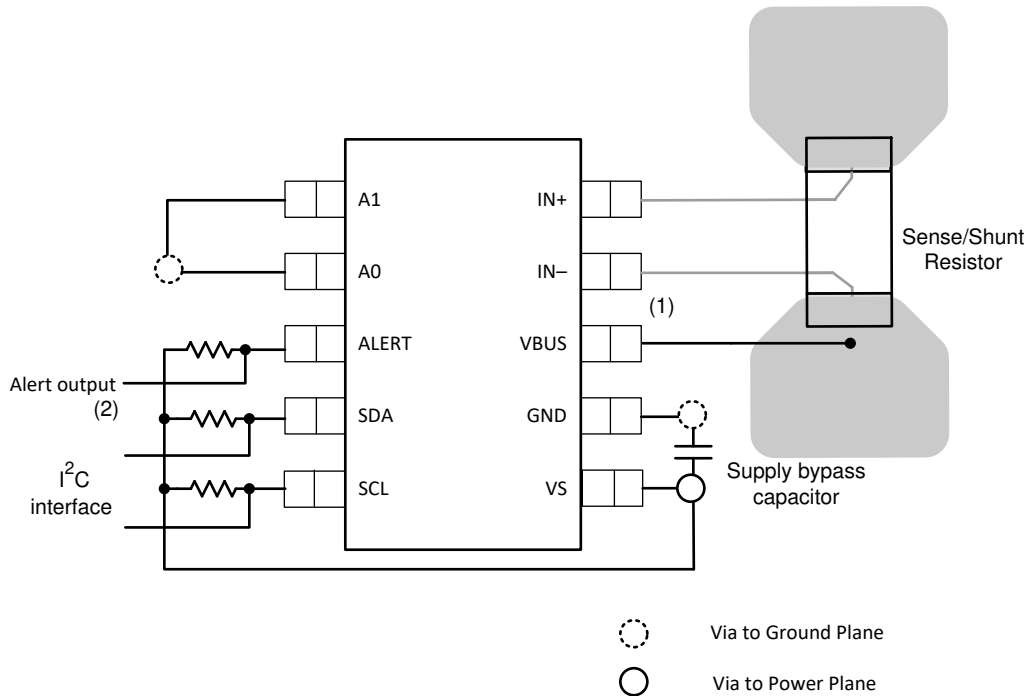 A1
A0
ALERT
SDA
SCL
IN+
IN–
VBUS
GND
VS
(1)
Alert output
(2)
I²C
interface
Sense/Shunt
Resistor
Supply bypass
capacitor
Via to Ground Plane
Via to Power Plane